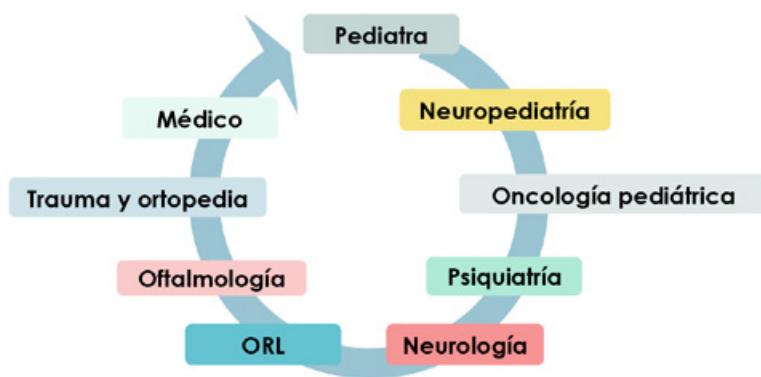 Pediatra
Neuropediatría
Oncología pediátrica
Psiquiatría
Neurología
ORL
Oftalmología
Trauma y ortopedia
Médico